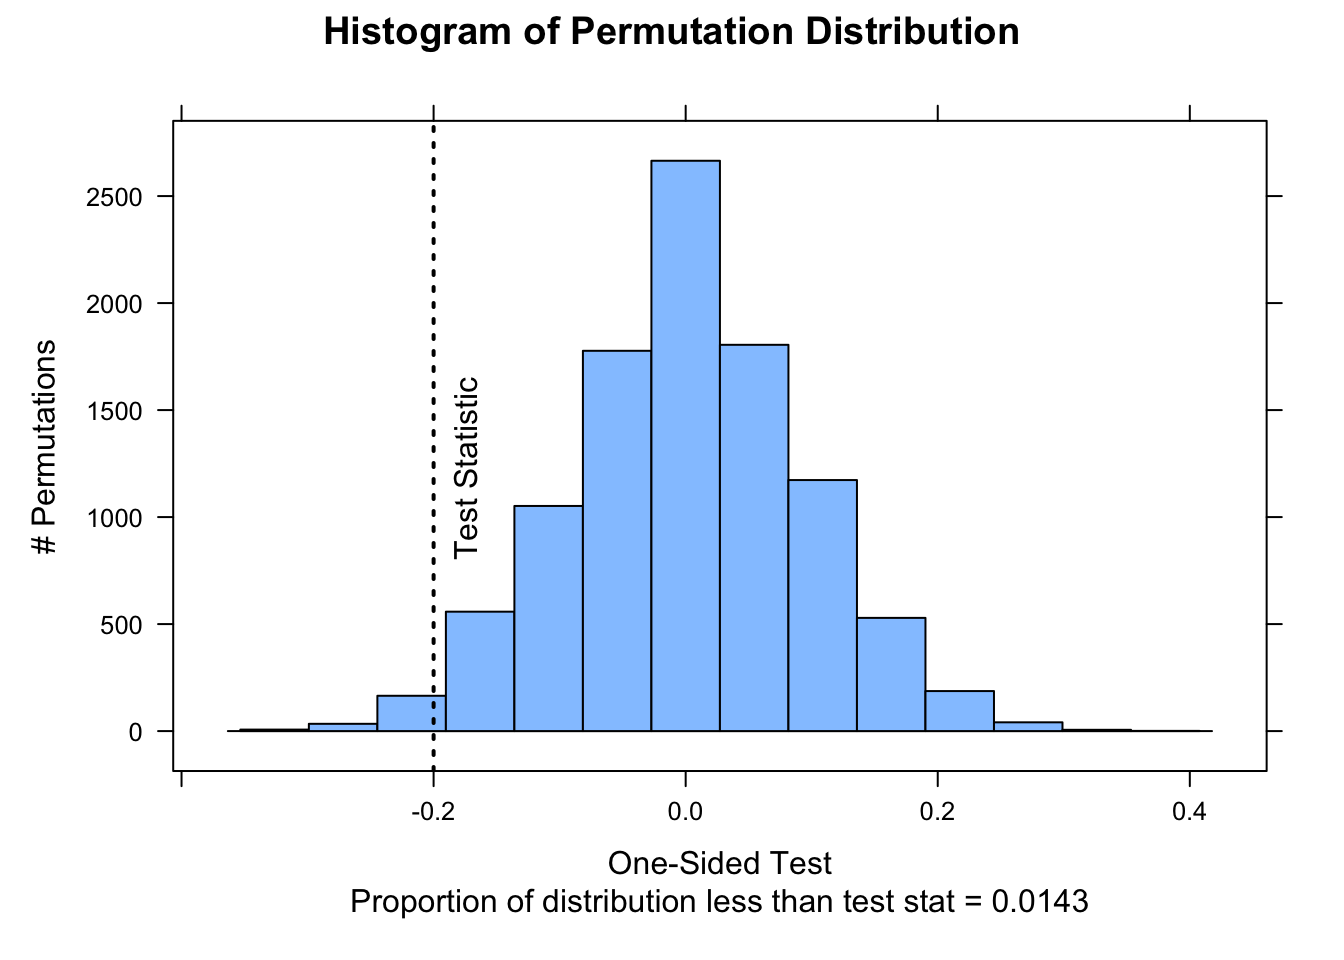 Histogram of Permutation Distribution
2500
2000
1500
1000
500
0
# Permutations
Test Statistic
-0.2
0.0
0.2
0.4
One-Sided Test
Proportion of distribution less than test stat = 0.0143